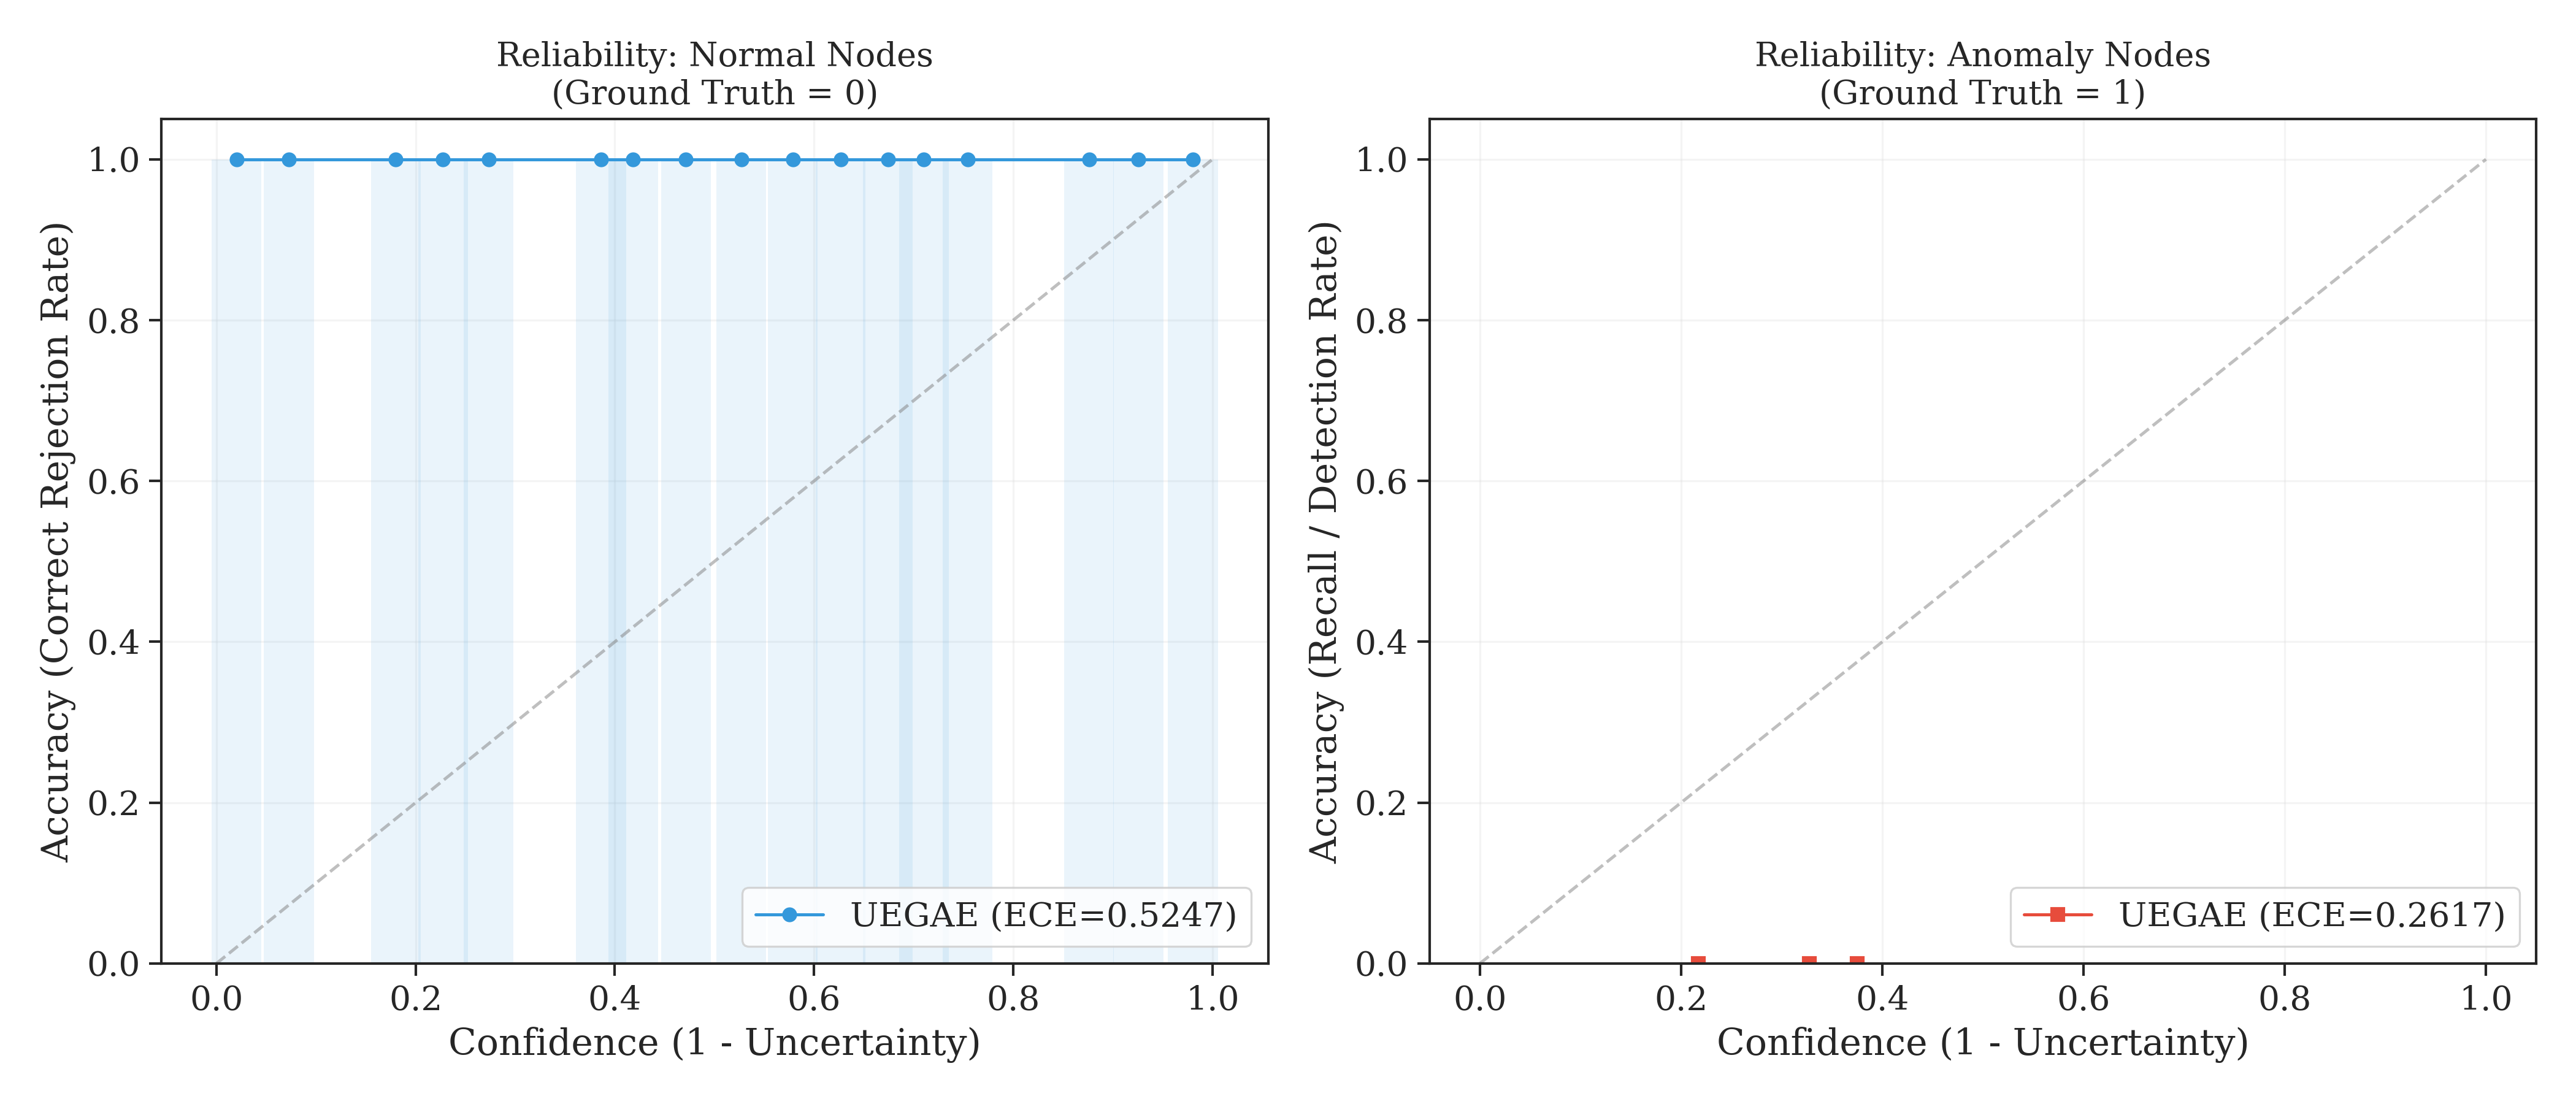 Reliability: Normal Nodes
(Ground Truth = 0)
Accuracy (Correct Rejection Rate)
1.0
0.8
0.6
0.4
0.2
0.0
0.0 0.2 0.4 0.6 0.8 1.0
Confidence (1 - Uncertainty)
UEGAE (ECE=0.5247)
Reliability: Anomaly Nodes
(Ground Truth = 1)
Accuracy (Recall / Detection Rate)
1.0
0.8
0.6
0.4
0.2
0.0
0.0 0.2 0.4 0.6 0.8 1.0
Confidence (1 - Uncertainty)
UEGAE (ECE=0.2617)